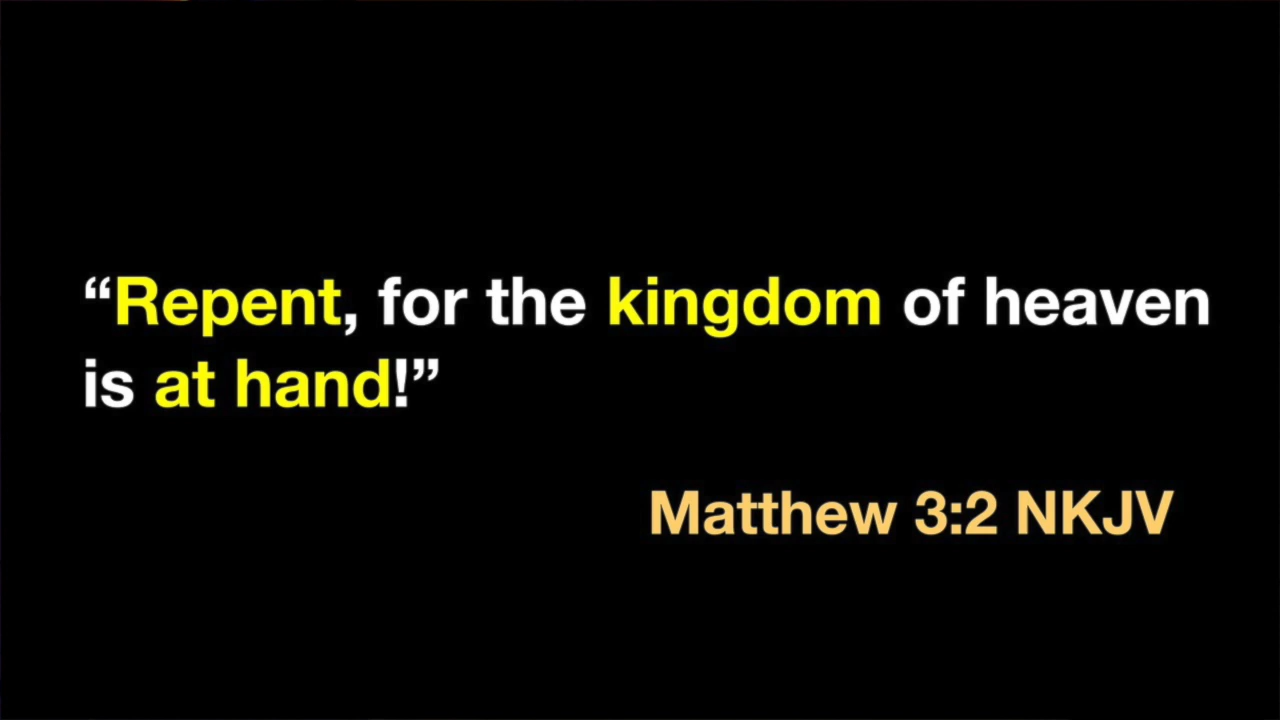 “Repent, for the kingdom of heaven
is at hand!”
Matthew 3:2 NKJV